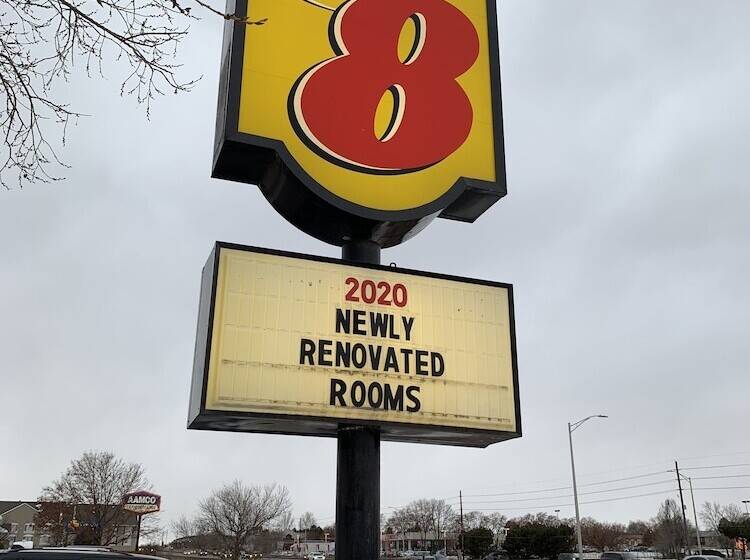 8
2020
NEWLY
RENOVATED
ROOMS
AAMCO